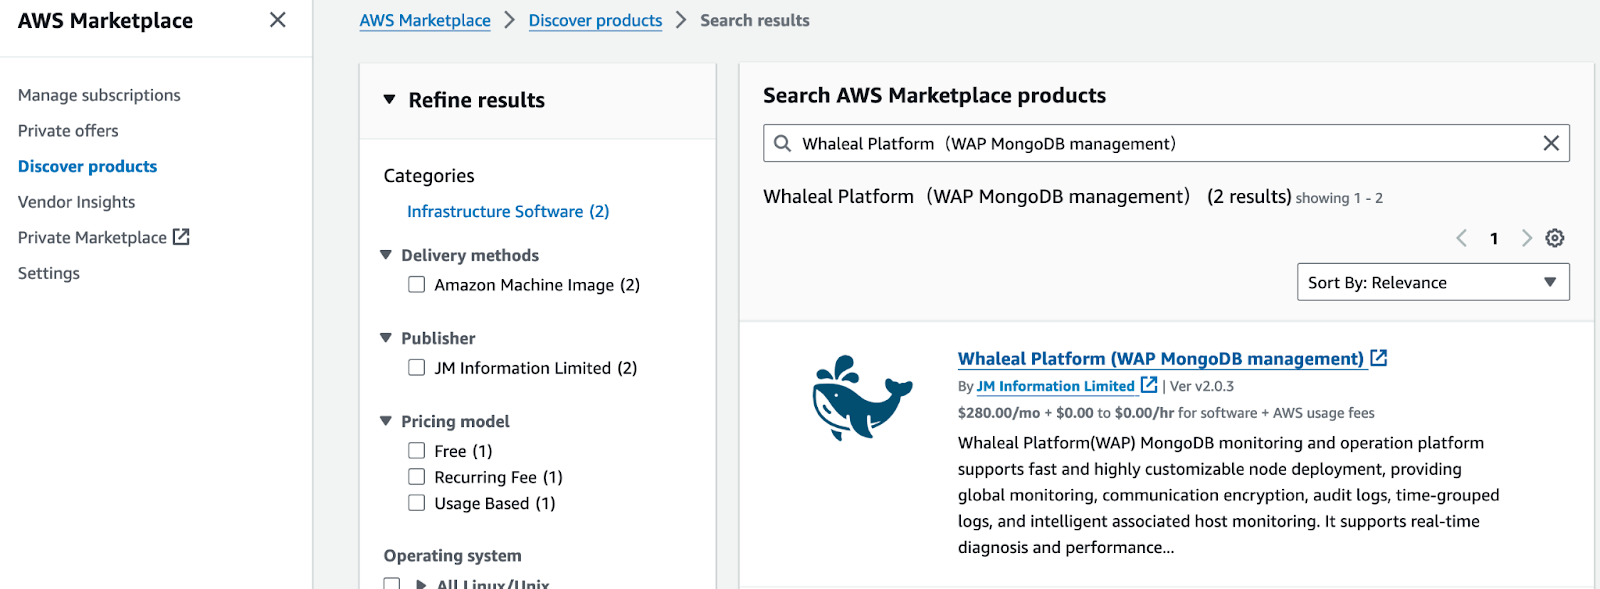 AWS Marketplace
Manage subscriptions
Private offers
Discover products
Vendor Insights
Private Marketplace
Settings
AWS Marketplace > Discover products > Search results
Refine results
Categories
Infrastructure Software (2)
Delivery methods
Amazon Machine Image (2)
Publisher
JM Information Limited (2)
Pricing model
Free (1)
Recurring Fee (1)
Usage Based (1)
Operating system
All Linux/Unix
Search AWS Marketplace products
Whaleal Platform（WAP MongoDB management）
Whaleal Platform（WAP MongoDB management） (2 results) showing 1 - 2
1
Sort By: Relevance
Whaleal Platform (WAP MongoDB management)
By JM Information Limited | Ver v2.0.3
$280.00/mo + $0.00 to $0.00/hr for software + AWS usage fees
Whaleal Platform(WAP) MongoDB monitoring and operation platform
supports fast and highly customizable node deployment, providing
global monitoring, communication encryption, audit logs, time-grouped
logs, and intelligent associated host monitoring. It supports real-time
diagnosis and performance...